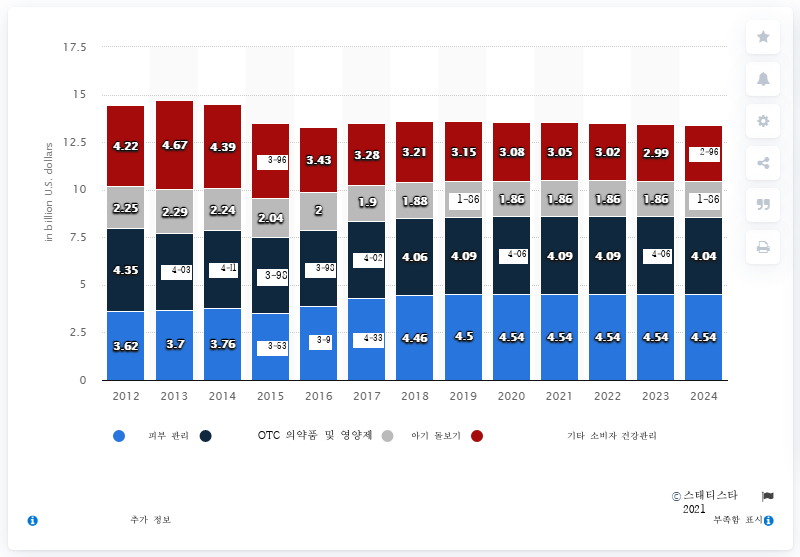 17.5
15
12.5
10
7.5
5
2.5
0
in billion U.S. dollars
4.22 4.67 4.39 3-96 3.43 3.28 3.21 3.15 3.08 3.05 3.02 2.99 2-96
2.25 2.29 2.24 2.04 2 1.9 1.88 1-86 1.86 1.86 1.86 1.86 1-86
4.35 4-03 4-11 3-98 3-98 4-02 4.06 4.09 4-06 4.09 4.09 4-06 4.04
3.62 3.7 3.76 3-53 3-9 4-33 4.46 4.5 4.54 4.54 4.54 4.54 4.54
2012 2013 2014 2015 2016 2017 2018 2019 2020 2021 2022 2023 2024
피부 관리 OTC 의약품 및 영양제 아기 돌보기 기타 소비자 건강관리
© 스태티스타
2021
추가 정보 부족함 표시